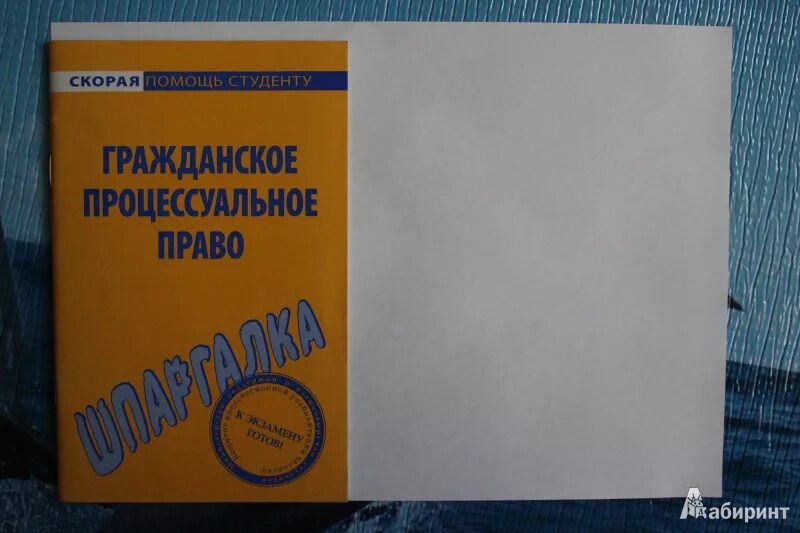 СКОРАЯ ПОМОЩЬ СТУДЕНТУ
ГРАЖДАНСКОЕ
ПРОЦЕССУАЛЬНОЕ
ПРАВО
ШПАРГАЛКА
К ЭКЗАМЕНУ
ГОТОВ!
Лабиринт